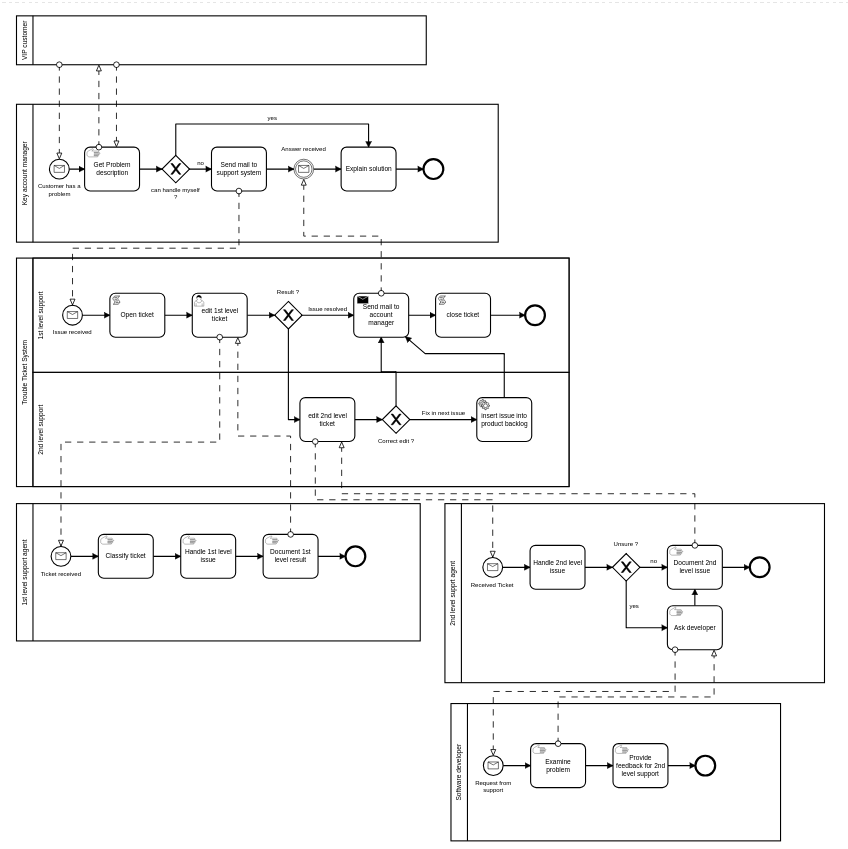 VIP customer
Key account manager
yes
Answer received
Get Problem
description
no
Send mail to
support system
Explain solution
Customer has a
problem
can handle myself
?
Trouble Ticket System
1st level support
Result ?
Open ticket
edit 1st level
ticket
Issue resolved
Send mail to
account
manager
close ticket
Issue received
2nd level support
edit 2nd level
ticket
Fix in next issue
Insert issue into
product backlog
Correct edit ?
1st level support agent
Classify ticket
Handle 1st level
issue
Document 1st
level result
Ticket received
2nd level supprt agent
Unsure ?
Handle 2nd level
issue
no
Document 2nd
level issue
Received Ticket
yes
Ask developer
Software developer
Examine
problem
Provide
feedback for 2nd
level support
Request from
support